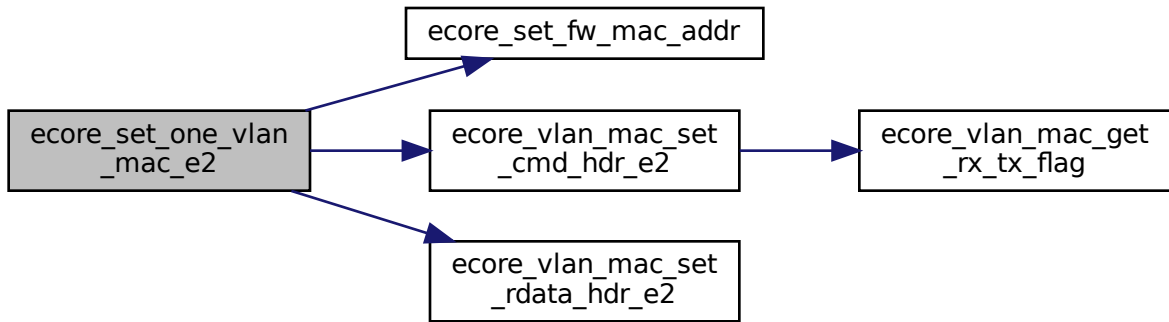 ecore_set_fw_mac_addr
ecore_set_one_vlan
_mac_e2
ecore_vlan_mac_set
_cmd_hdr_e2
ecore_vlan_mac_get
_rx_tx_flag
ecore_vlan_mac_set
_rdata_hdr_e2